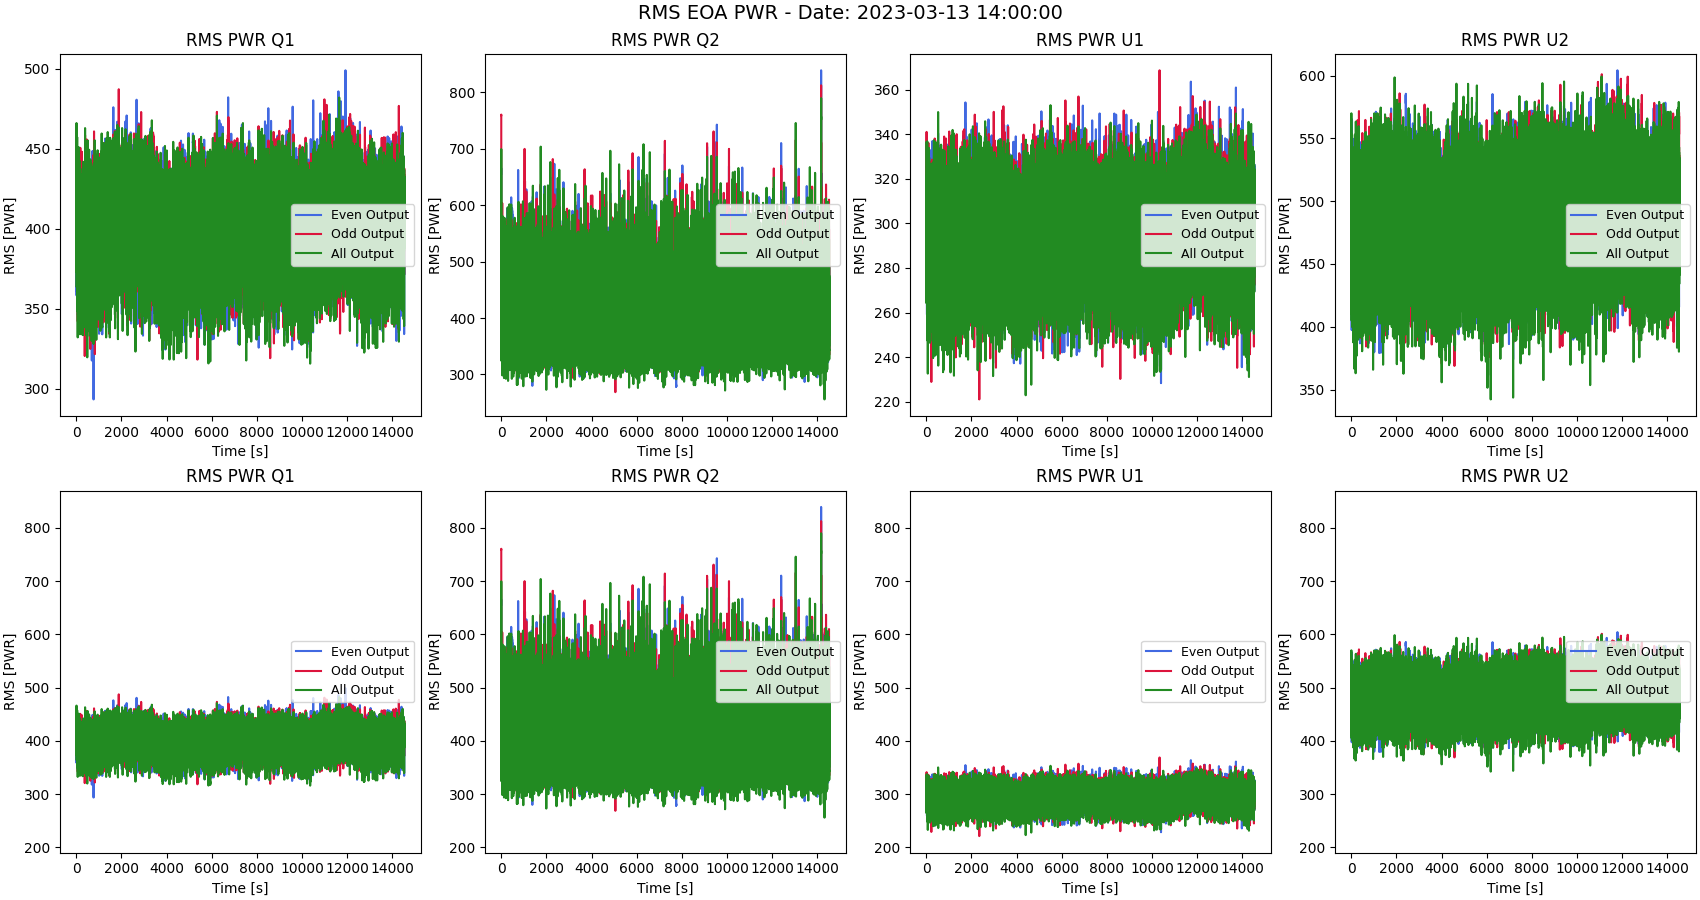 RMS EOA PWR - Date: 2023-03-13 14:00:00
RMS PWR Q1
RMS [PWR]
500
450
400
350
300
Even Output
Odd Output
All Output
0 2000 4000 6000 8000 10000 12000 14000
Time [s]
RMS PWR Q2
RMS [PWR]
800
700
600
500
400
300
Even Output
Odd Output
All Output
0 2000 4000 6000 8000 10000 12000 14000
Time [s]
RMS PWR U1
RMS [PWR]
360
340
320
300
280
260
240
220
Even Output
Odd Output
All Output
0 2000 4000 6000 8000 10000 12000 14000
Time [s]
RMS PWR U2
RMS [PWR]
600
550
500
450
400
350
Even Output
Odd Output
All Output
0 2000 4000 6000 8000 10000 12000 14000
Time [s]
RMS PWR Q1
RMS [PWR]
800
700
600
500
400
300
200
Even Output
Odd Output
All Output
0 2000 4000 6000 8000 10000 12000 14000
Time [s]
RMS PWR Q2
RMS [PWR]
800
700
600
500
400
300
200
Even Output
Odd Output
All Output
0 2000 4000 6000 8000 10000 12000 14000
Time [s]
RMS PWR U1
RMS [PWR]
800
700
600
500
400
300
200
Even Output
Odd Output
All Output
0 2000 4000 6000 8000 10000 12000 14000
Time [s]
RMS PWR U2
RMS [PWR]
800
700
600
500
400
300
200
Even Output
Odd Output
All Output
0 2000 4000 6000 8000 10000 12000 14000
Time [s]